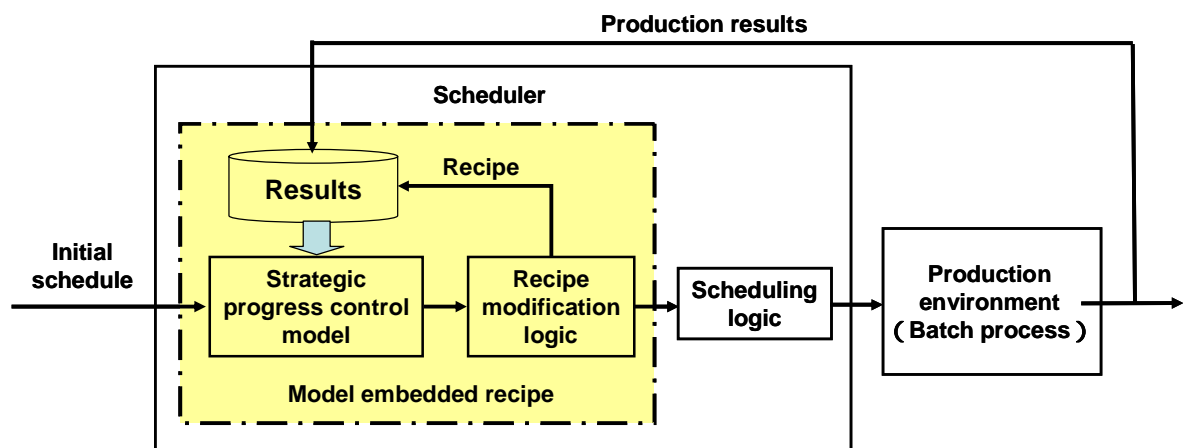 Production results
Scheduler
Results
Recipe
Initial
schedule
Strategic
progress control
model
Recipe
modification
logic
Scheduling
logic
Production
environment
( Batch process )
Model embedded recipe